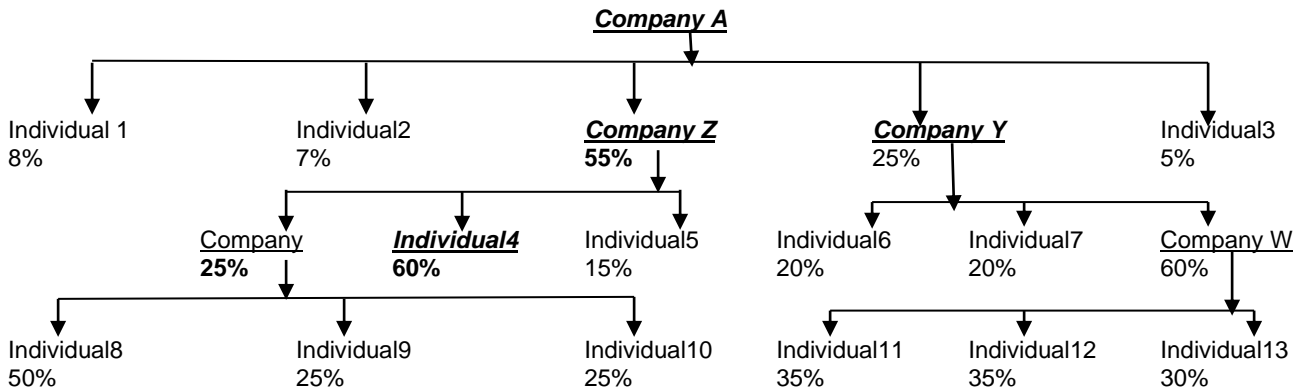 Company A
Individual 1 Individual2 Company Z Company Y Individual3
8% 7% 55% 25% 5%
Company Individual4 Individual5 Individual6 Individual7 Company W
25% 60% 15% 20% 20% 60%
Individual8 Individual9 Individual10 Individual11 Individual12 Individual13
50% 25% 25% 35% 35% 30%